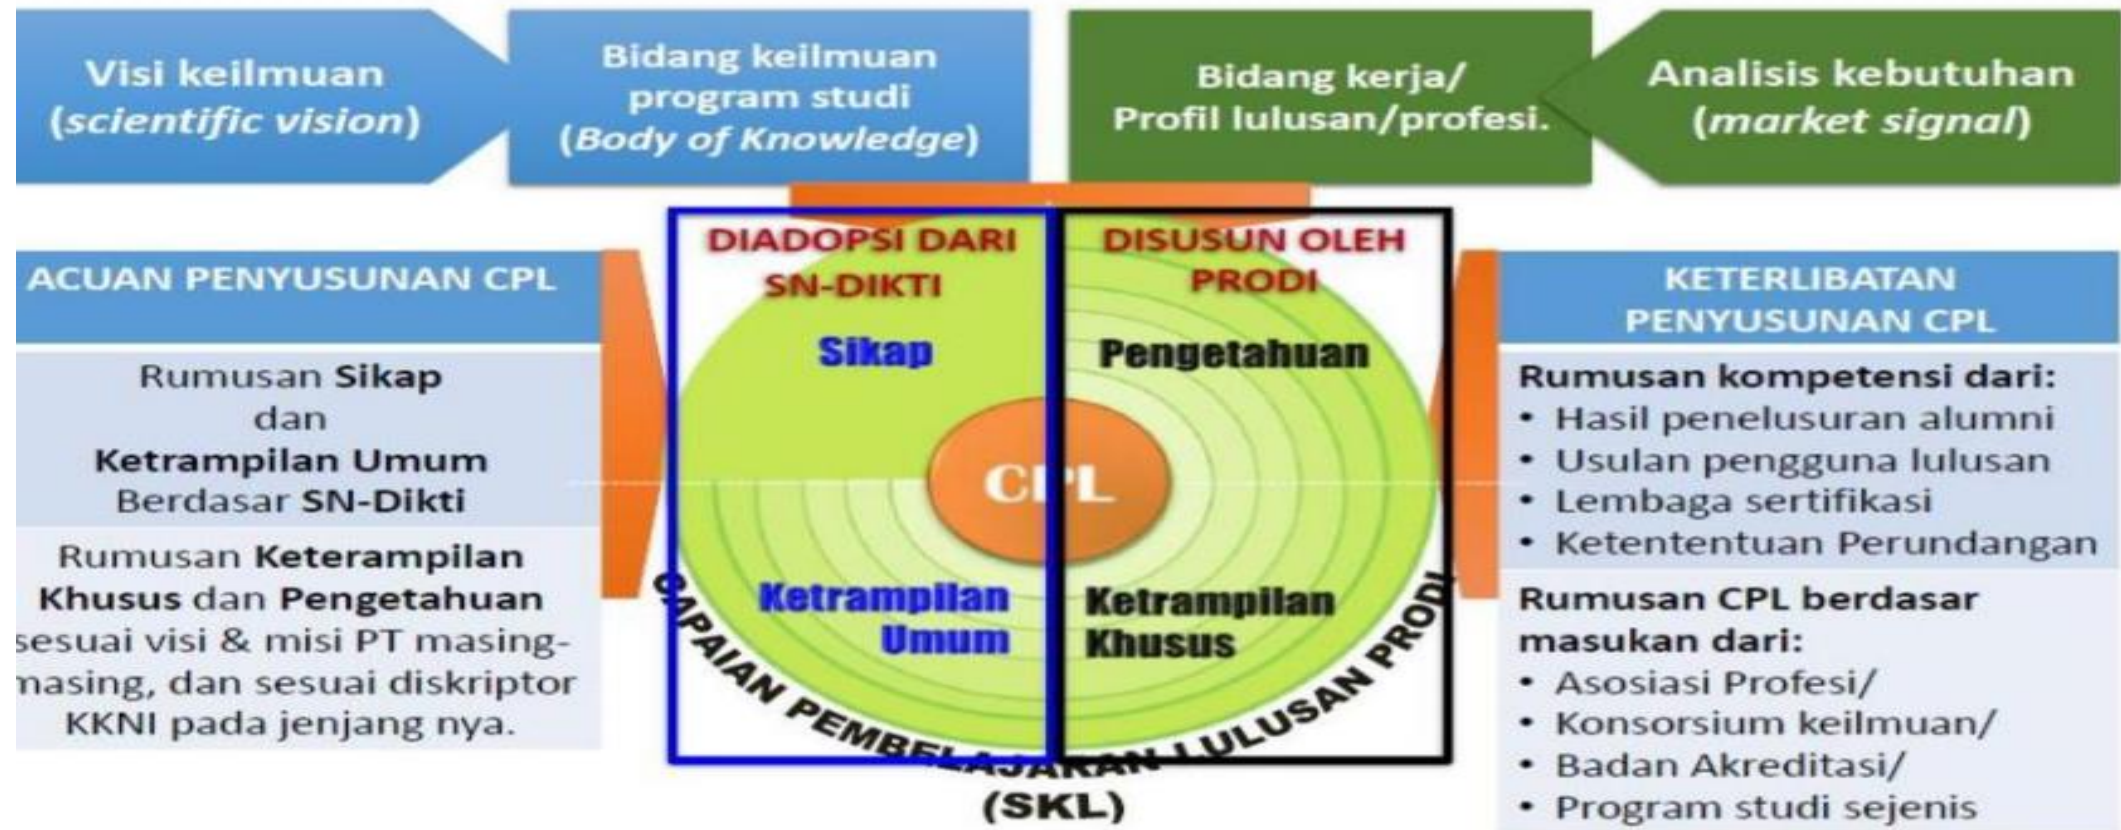 Visi keilmuan
(scientific vision)
Bidang keilmuan
program studi
(Body of Knowledge)
Bidang kerja/
Profil lulusan/profesi.
Analisis kebutuhan
(market signal)
ACUAN PENYUSUNAN CPL
Rumusan Sikap
dan
Ketrampilan Umum
Berdasar SN-Dikti
Rumusan Keterampilan
Khusus dan Pengetahuan
sesuai visi & misi PT masing-
masing, dan sesuai diskriptor
KKNI pada jenjang nya.
DIADOPSI DARI
SN-DIKTI
Sikap
DISUSUN OLEH
PRODI
Pengetahuan
CPL
Ketrampilan
Umum
Ketrampilan
Khusus
CAPAIAN PEMBELAJARAN LULUSAN PRODI
(SKL)
KETERLIBATAN
PENYUSUNAN CPL
Rumusan kompetensi dari:
• Hasil penelusuran alumni
• Usulan pengguna lulusan
• Lembaga sertifikasi
• Ketententuan Perundangan
Rumusan CPL berdasar
masukan dari:
• Asosiasi Profesi/
• Konsorsium keilmuan/
• Badan Akreditasi/
• Program studi sejenis